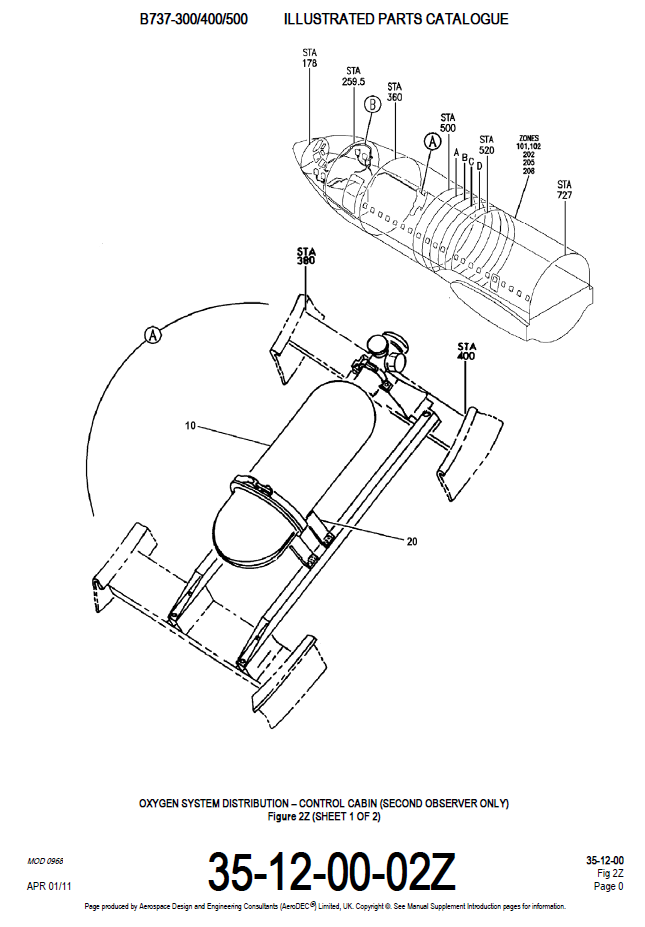 B737-300/400/500 ILLUSTRATED PARTS CATALOGUE
STA
178
STA
259.5
B
STA
360
A
STA
500
A
B
C
D
STA
520
ZONES
101,102
202
205
208
STA
727
STA
380
A
STA
400
10
20
OXYGEN SYSTEM DISTRIBUTION – CONTROL CABIN (SECOND OBSERVER ONLY)
Figure 2Z (SHEET 1 OF 2)
MOD 0968
35-12-00-02Z
35-12-00
Fig 2Z
APR 01/11
Page 0
Page produced by Aerospace Design and Engineering Consultants (AeroDEC®) Limited, UK. Copyright ©. See Manual Supplement Introduction pages for information.